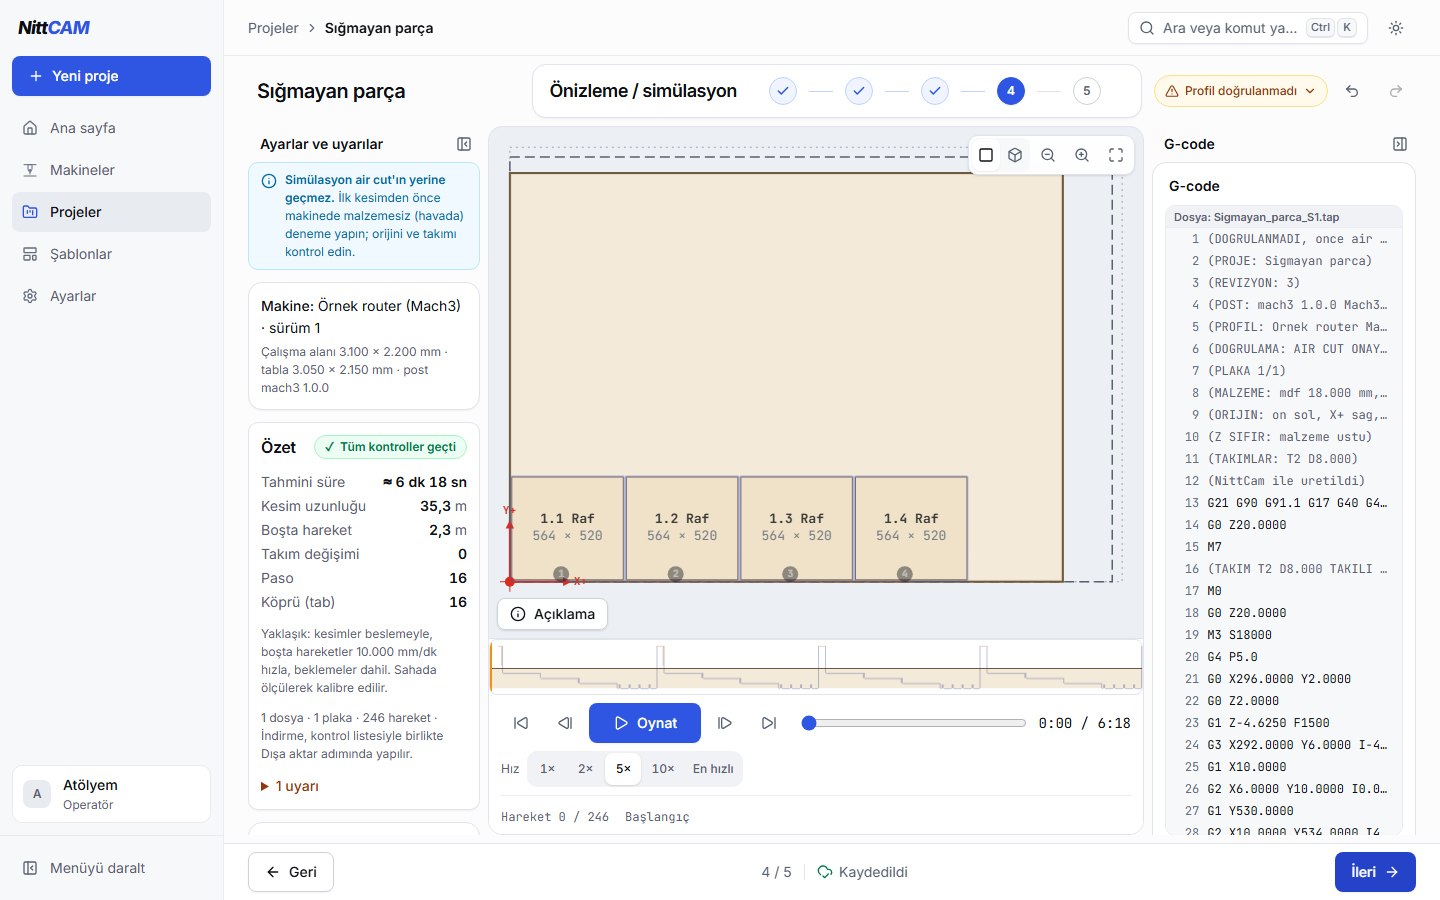 NittCAM
Yeni proje
Ana sayfa
Makineler
Projeler
Şablonlar
Ayarlar
A
Atölyem
Operatör
Menüyü daralt
Projeler
Sığmayan parça
Ara veya komut ya...
Ctrl
K
Sığmayan parça
Önizleme / simülasyon
4
5
Profil doğrulanmadı
Ayarlar ve uyarılar
Simülasyon air cut'ın yerine
geçmez. İlk kesimden önce
makinede malzemesiz (havada)
deneme yapın; orijini ve takımı
kontrol edin.
Makine: Örnek router (Mach3)
· sürüm 1
Çalışma alanı 3.100 × 2.200 mm ·
tabla 3.050 × 2.150 mm · post
mach3 1.0.0
Özet
✓ Tüm kontroller geçti
Tahmini süre ≈ 6 dk 18 sn
Kesim uzunluğu 35,3 m
Boşta hareket 2,3 m
Takım değişimi 0
Paso 16
Köprü (tab) 16
Yaklaşık: kesimler beslemeyle,
boşta hareketler 10.000 mm/dk
hızla, beklemeler dahil. Sahada
ölçülerek kalibre edilir.
1 dosya · 1 plaka · 246 hareket ·
İndirme, kontrol listesiyle birlikte
Dışa aktar adımında yapılır.
1 uyarı
1.1 Raf
564 × 520
1
1.2 Raf
564 × 520
2
1.3 Raf
564 × 520
3
1.4 Raf
564 × 520
4
Y+
X+
Açıklama
Oynat
0:00 / 6:18
Hız
1×
2×
5×
10×
En hızlı
Hareket 0 / 246 Başlangıç
G-code
G-code
Dosya: Sigmayan_parca_S1.tap
1 (DOGRULANMADI, once air …
2 (PROJE: Sigmayan parca)
3 (REVIZYON: 3)
4 (POST: mach3 1.0.0 Mach3…
5 (PROFIL: Ornek router Ma…
6 (DOGRULAMA: AIR CUT ONAY…
7 (PLAKA 1/1)
8 (MALZEME: mdf 18.000 mm,…
9 (ORIJIN: on sol, X+ sag,…
10 (Z SIFIR: malzeme ustu)
11 (TAKIMLAR: T2 D8.000)
12 (NittCam ile uretildi)
13 G21 G90 G91.1 G17 G40 G4…
14 G0 Z20.0000
15 M7
16 (TAKIM T2 D8.000 TAKILI …
17 M0
18 G0 Z20.0000
19 M3 S18000
20 G4 P5.0
21 G0 X296.0000 Y2.0000
22 G0 Z2.0000
23 G1 Z-4.6250 F1500
24 G3 X292.0000 Y6.0000 I-4…
25 G1 X10.0000
26 G2 X6.0000 Y10.0000 I0.0…
27 G1 Y530.0000
28 G2 X10.0000 Y534.0000 I4…
Geri
4 / 5
Kaydedildi
İleri